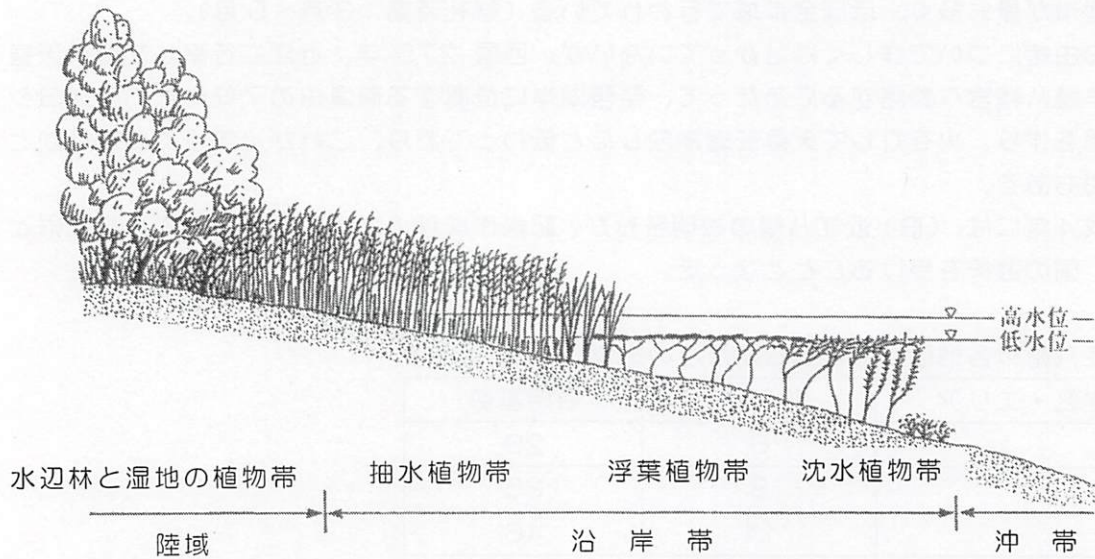 高水位
低水位
水辺林と湿地の植物帯
抽水植物帯
浮葉植物帯
沈水植物帯
陸域
沿岸帯
沖帯